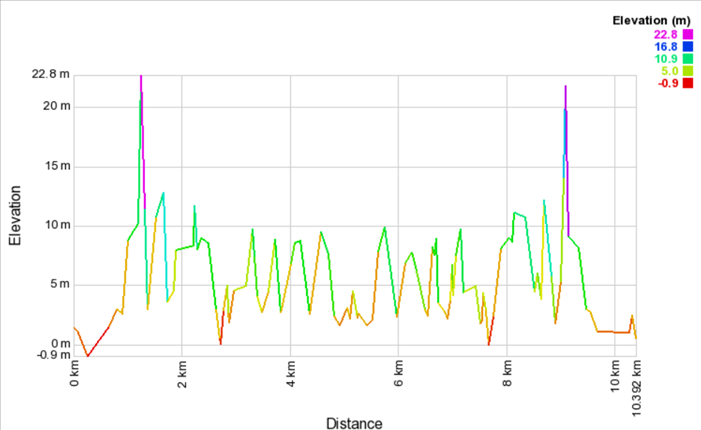 Elevation (m)
22.8
16.8
10.9
5.0
-0.9
22.8 m
20 m
15 m
10 m
5 m
0 m
-0.9 m
Elevation
0 km
2 km
4 km
6 km
8 km
10 km
10.392 km
Distance